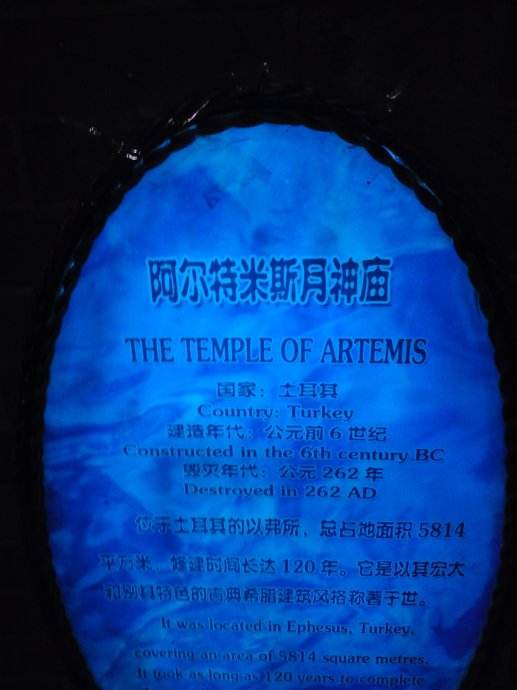 阿尔特米斯月神庙
THE TEMPLE OF ARTEMIS
国家：土耳其
Country: Turkey
建造年代：公元前 6 世纪
Constructed in the 6th century.BC
毁灭年代：公元 262 年
Destroyed in 262 AD
位于土耳其的以弗所，总占地面积 5814
平方米，修建时间长达 120 年。它是以其宏大
和别具特色的古典希腊建筑风格称著于世。
It was located in Ephesus, Turkey,
covering an area of 5814 square metres.
It took as long as 120 years to complete